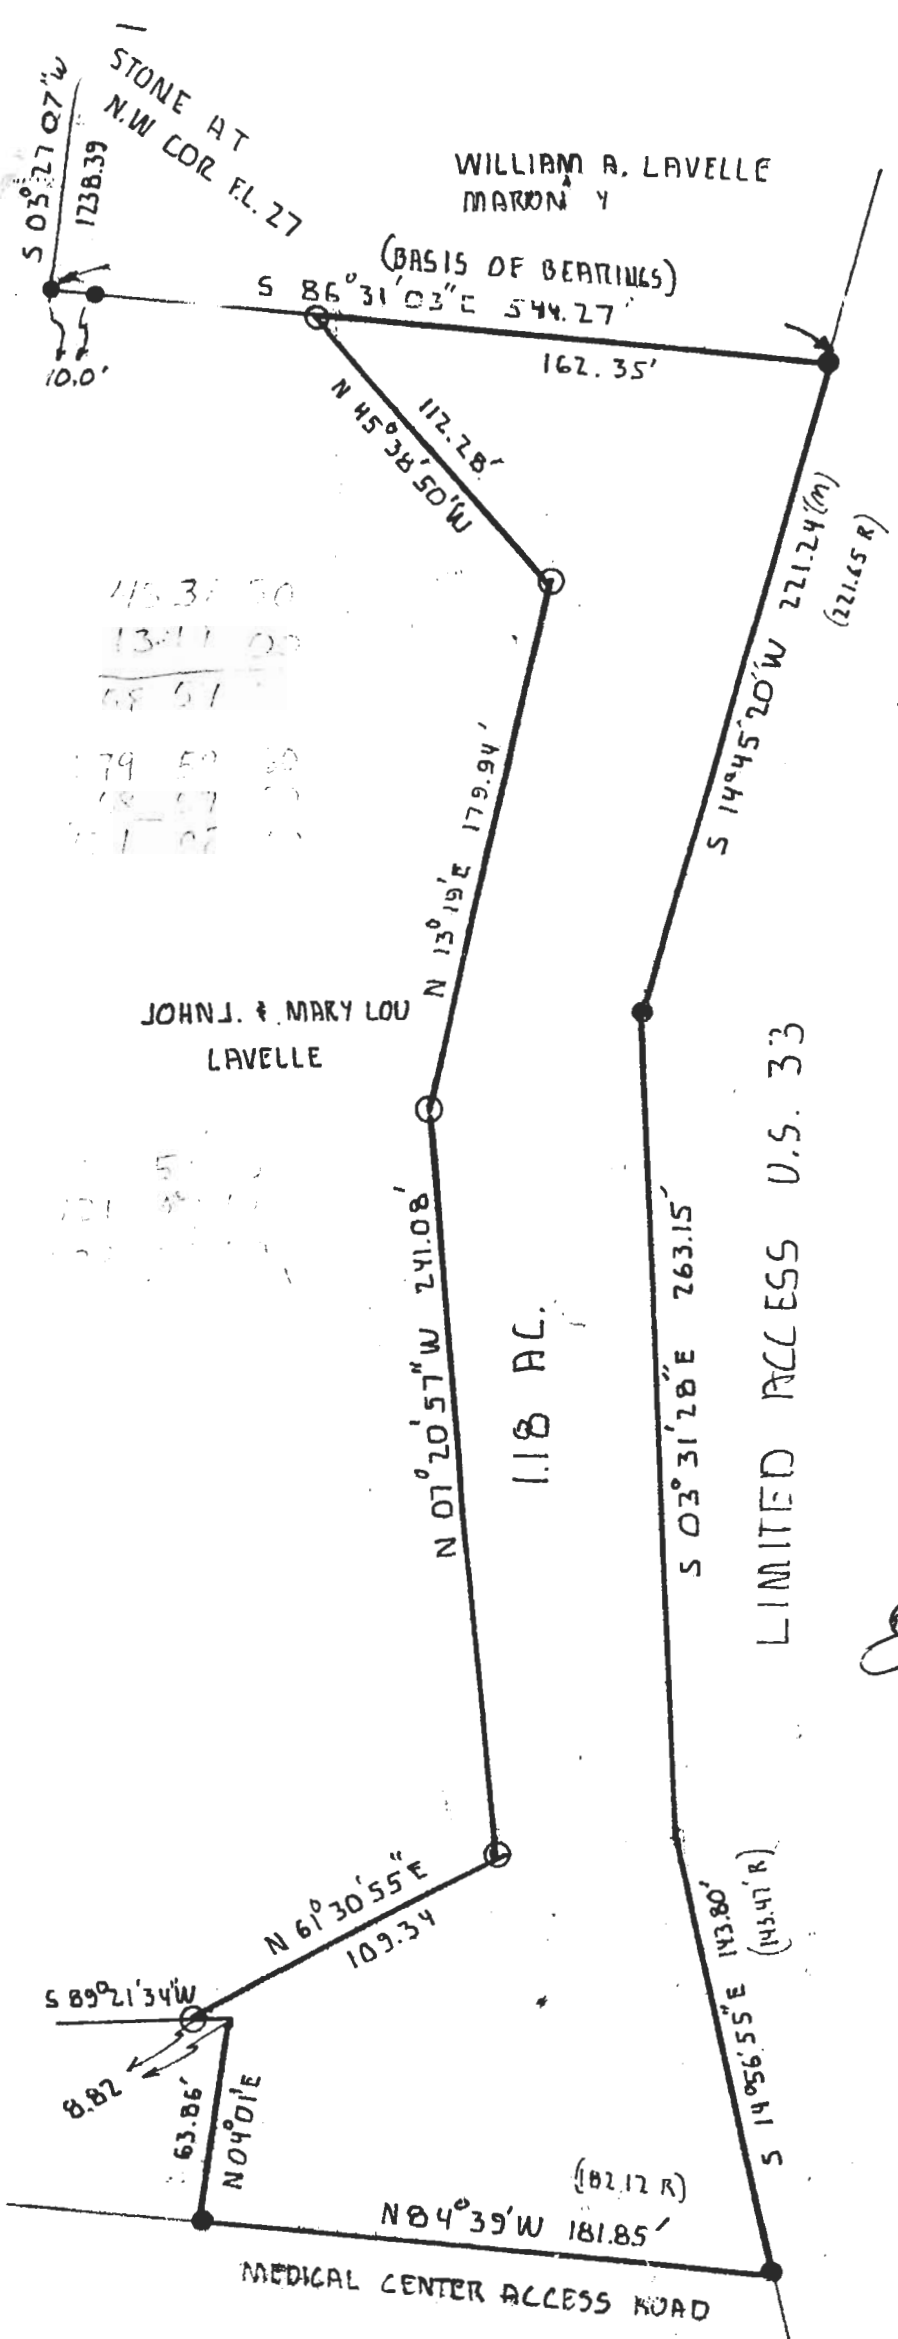 STONE AT
N.W COR F.L. 27
S 03° 27 07"W
1238.39
WILLIAM A. LAVELLE
MARION Y
(BASIS OF BEARINGS)
S 86°31'03"E 544.27'
10.0'
162.35'
112.28'
N 45°38'50"W
S 14°45'20"W 221.24'(M)
(221.65 R)
N 13°19'E 179.94'
JOHN J. & MARY LOU
LAVELLE
N 07°20'57"W 241.08'
1.18 AC.
S 03°31'28"E 263.15'
LIMITED ACCESS U.S. 33
N 61°30'55"E
109.34
S 89°21'34"W
8.82
63.86'
N 04°01'E
S 14°56'55"E 143.80'
(143.47' R)
(182.12 R)
N 84°39'W 181.85'
MEDICAL CENTER ACCESS ROAD